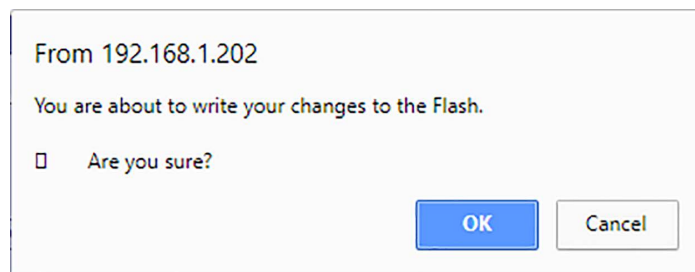 From 192.168.1.202
You are about to write your changes to the Flash.
Are you sure?
OK
Cancel